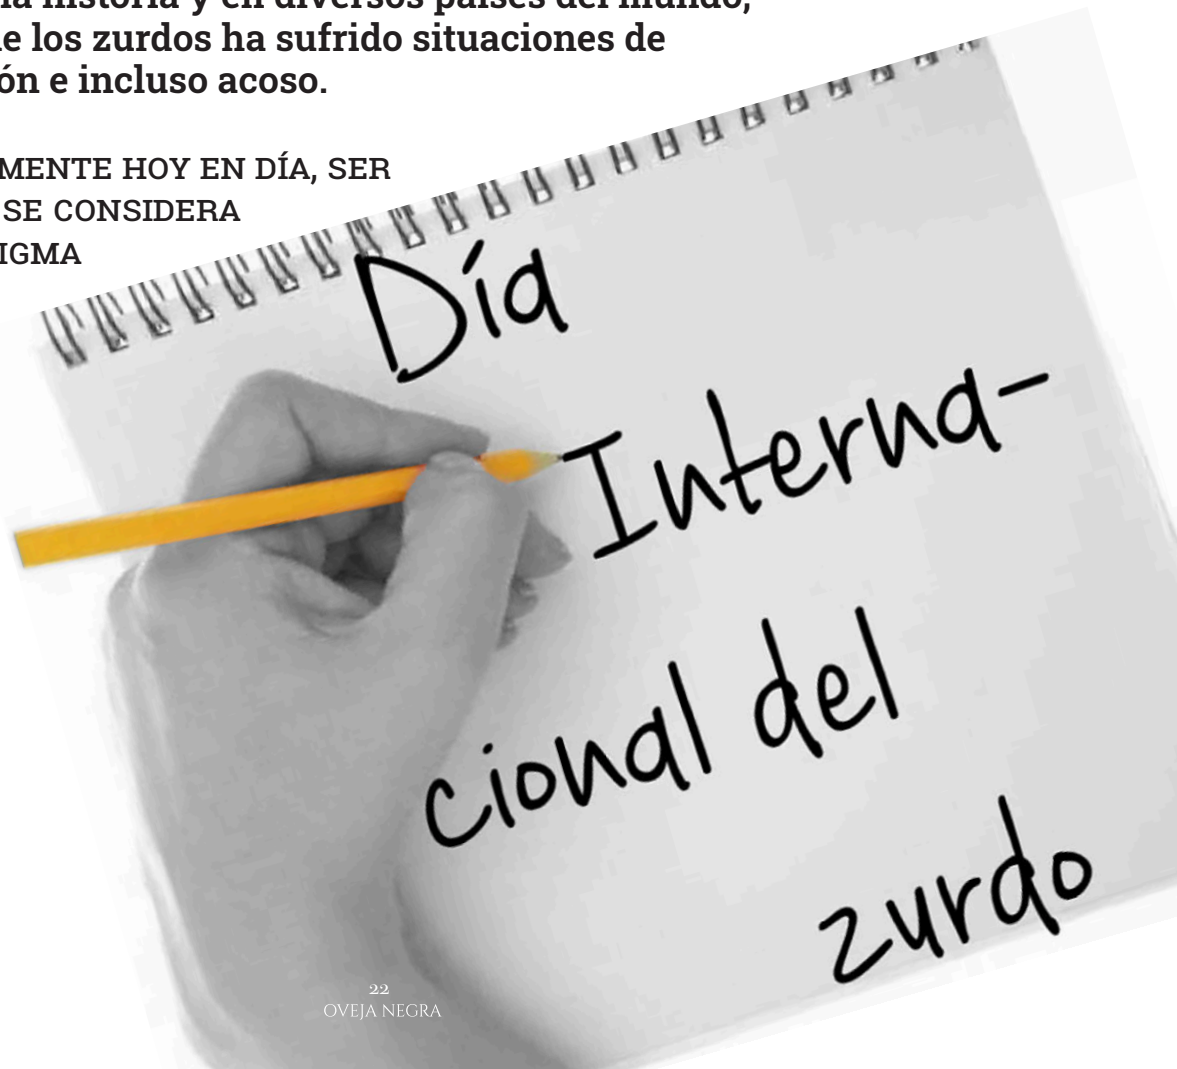 la historia y en diversos países del mundo,
de los zurdos ha sufrido situaciones de
ón e incluso acoso.
MENTE HOY EN DÍA, SER
SE CONSIDERA
IGMA
Día
Interna-
cional del
zurdo
22
OVEJA NEGRA